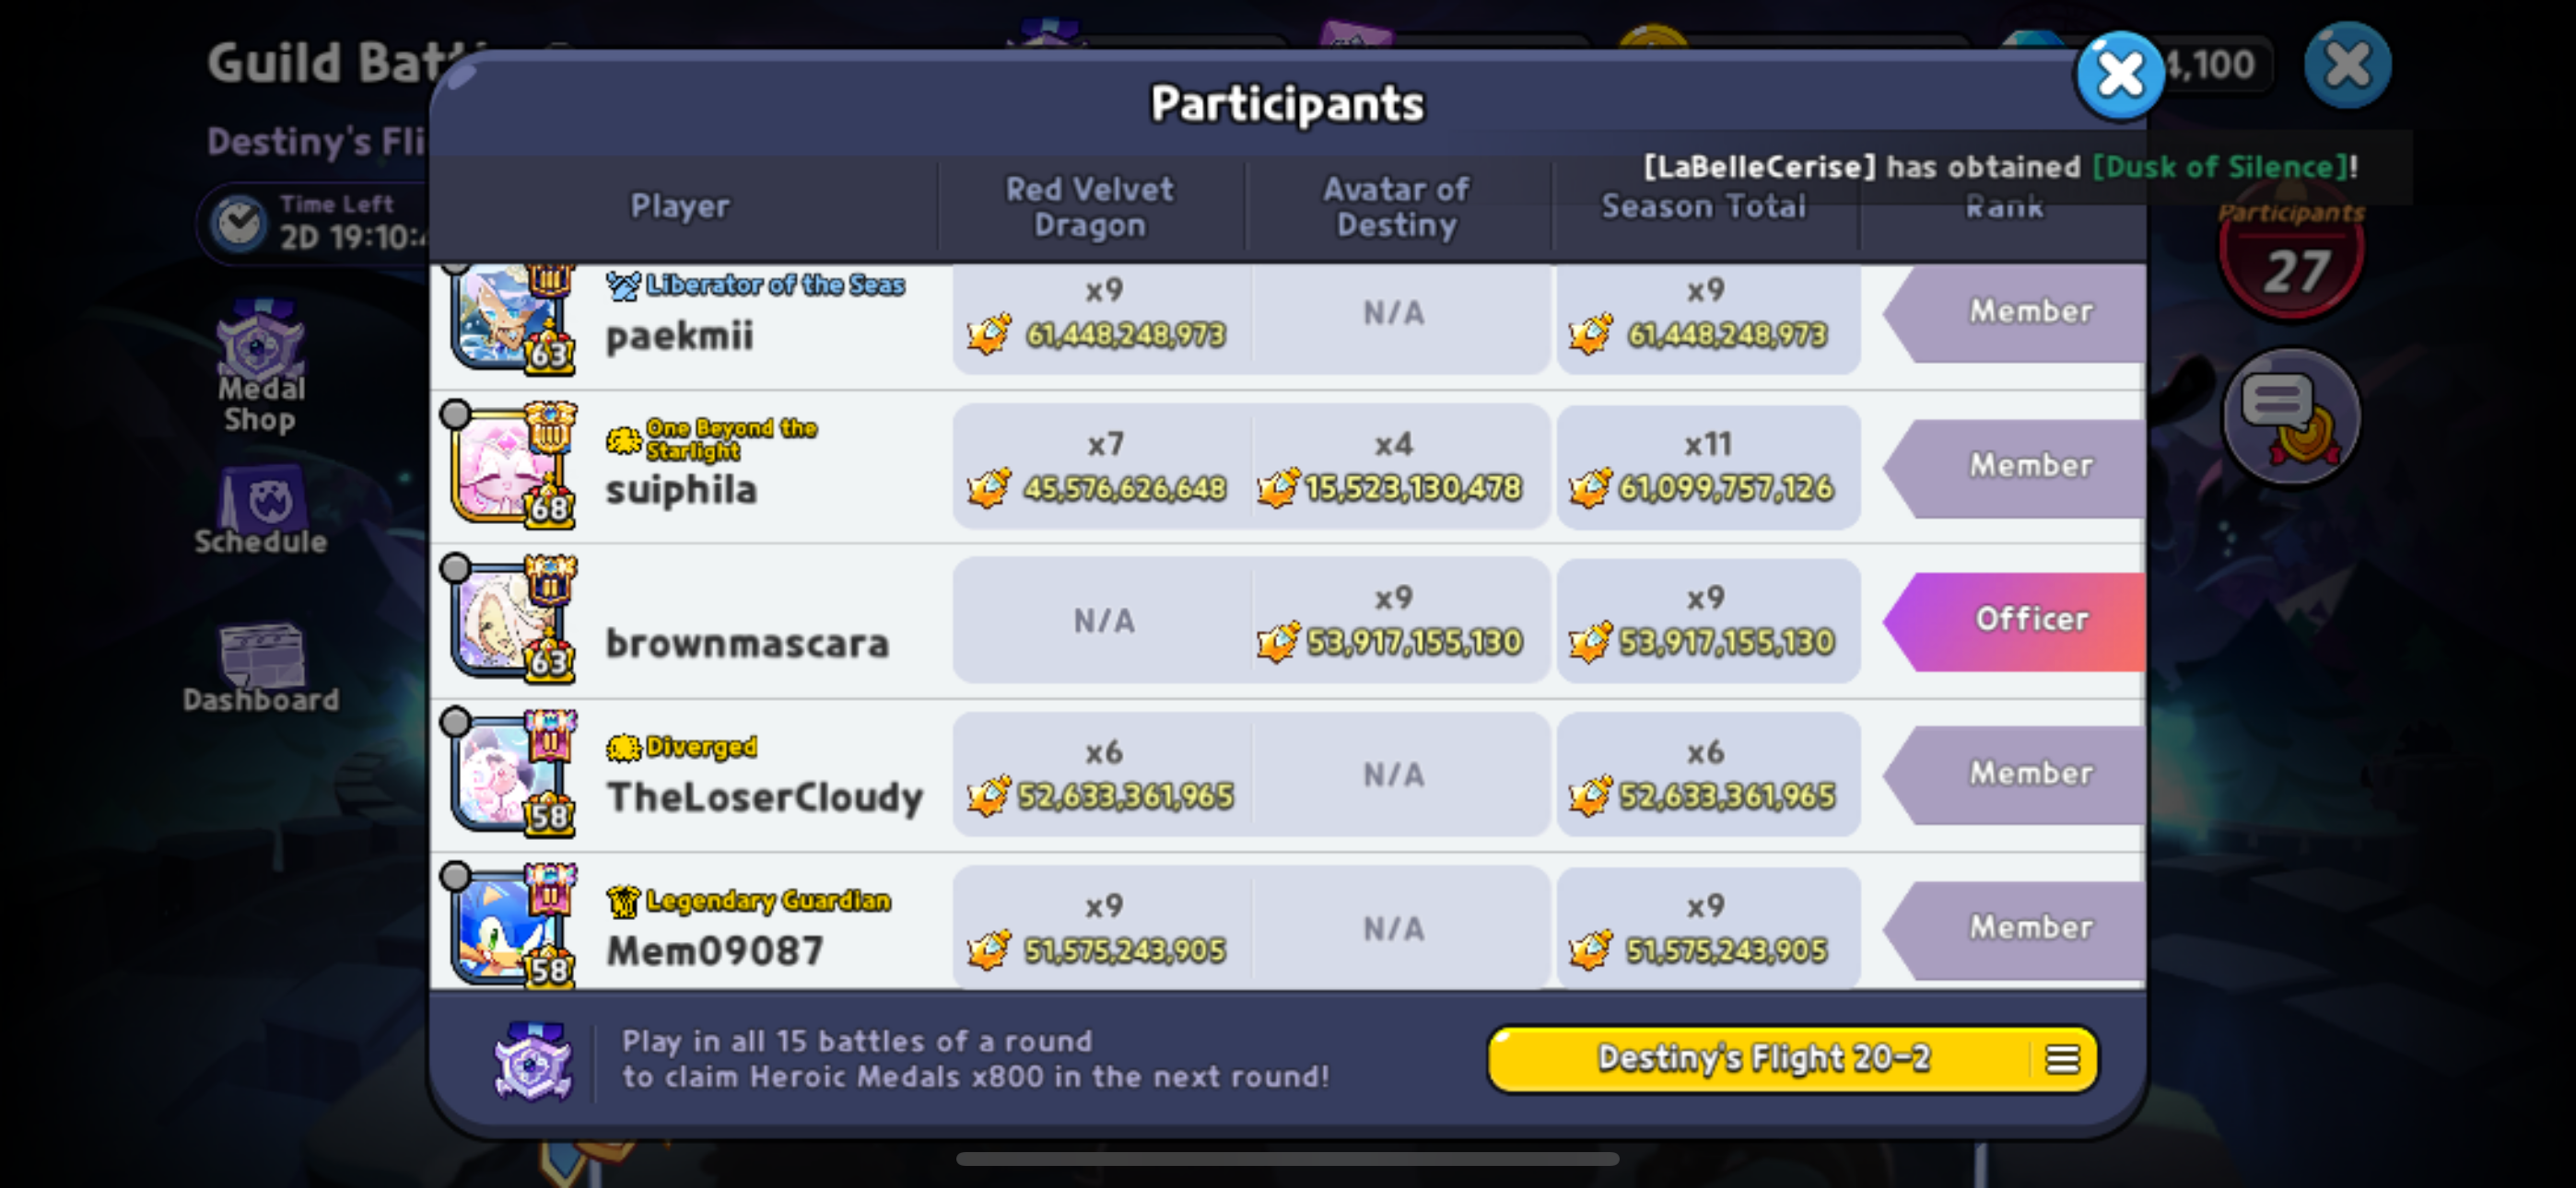 Guild Bat
4,100
Participants
Destiny's Fli
[LaBelleCerise] has obtained [Dusk of Silence]!
Player
Red Velvet
Dragon
Avatar of
Destiny
Season Total
Rank
Time Left
2D 19:10:
Participants
27
Medal
Shop
Schedule
Dashboard
Liberator of the Seas
paekmii
63
x9
61,448,248,973
N/A
x9
61,448,248,973
Member
One Beyond the
Starlight
suiphila
68
x7
45,576,626,648
x4
15,523,130,478
x11
61,099,757,126
Member
brownmascara
63
N/A
x9
53,917,155,130
x9
53,917,155,130
Officer
Diverged
TheLoserCloudy
58
x6
52,633,361,965
N/A
x6
52,633,361,965
Member
Legendary Guardian
Mem09087
58
x9
51,575,243,905
N/A
x9
51,575,243,905
Member
Play in all 15 battles of a round
to claim Heroic Medals x800 in the next round!
Destiny's Flight 20-2